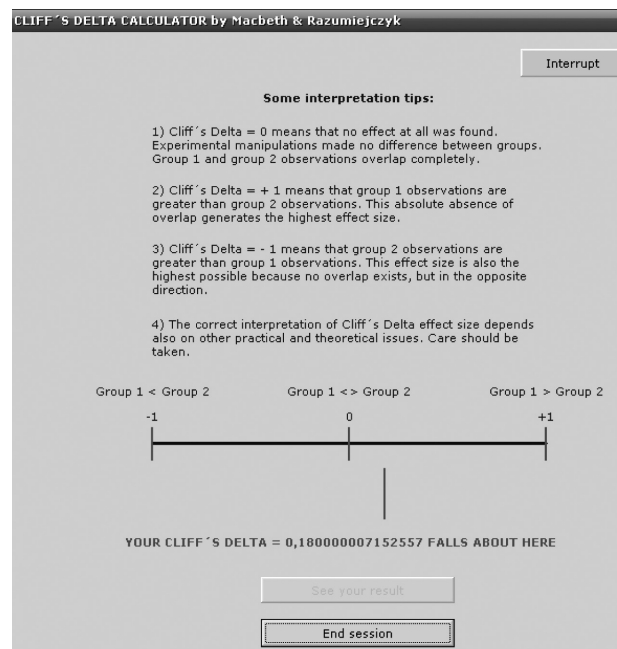 CLIFF´S DELTA CALCULATOR by Macbeth & Razumiejczyk
Interrupt
Some interpretation tips:
1) Cliff´s Delta = 0 means that no effect at all was found.
Experimental manipulations made no difference between groups.
Group 1 and group 2 observations overlap completely.
2) Cliff´s Delta = + 1 means that group 1 observations are
greater than group 2 observations. This absolute absence of
overlap generates the highest effect size.
3) Cliff´s Delta = - 1 means that group 2 observations are
greater than group 1 observations. This effect size is also the
highest possible because no overlap exists, but in the opposite
direction.
4) The correct interpretation of Cliff´s Delta effect size depends
also on other practical and theoretical issues. Care should be
taken.
Group 1 < Group 2 Group 1 <> Group 2 Group 1 > Group 2
-1 0 +1
YOUR CLIFF´S DELTA = 0,180000007152557 FALLS ABOUT HERE
See your result
End session